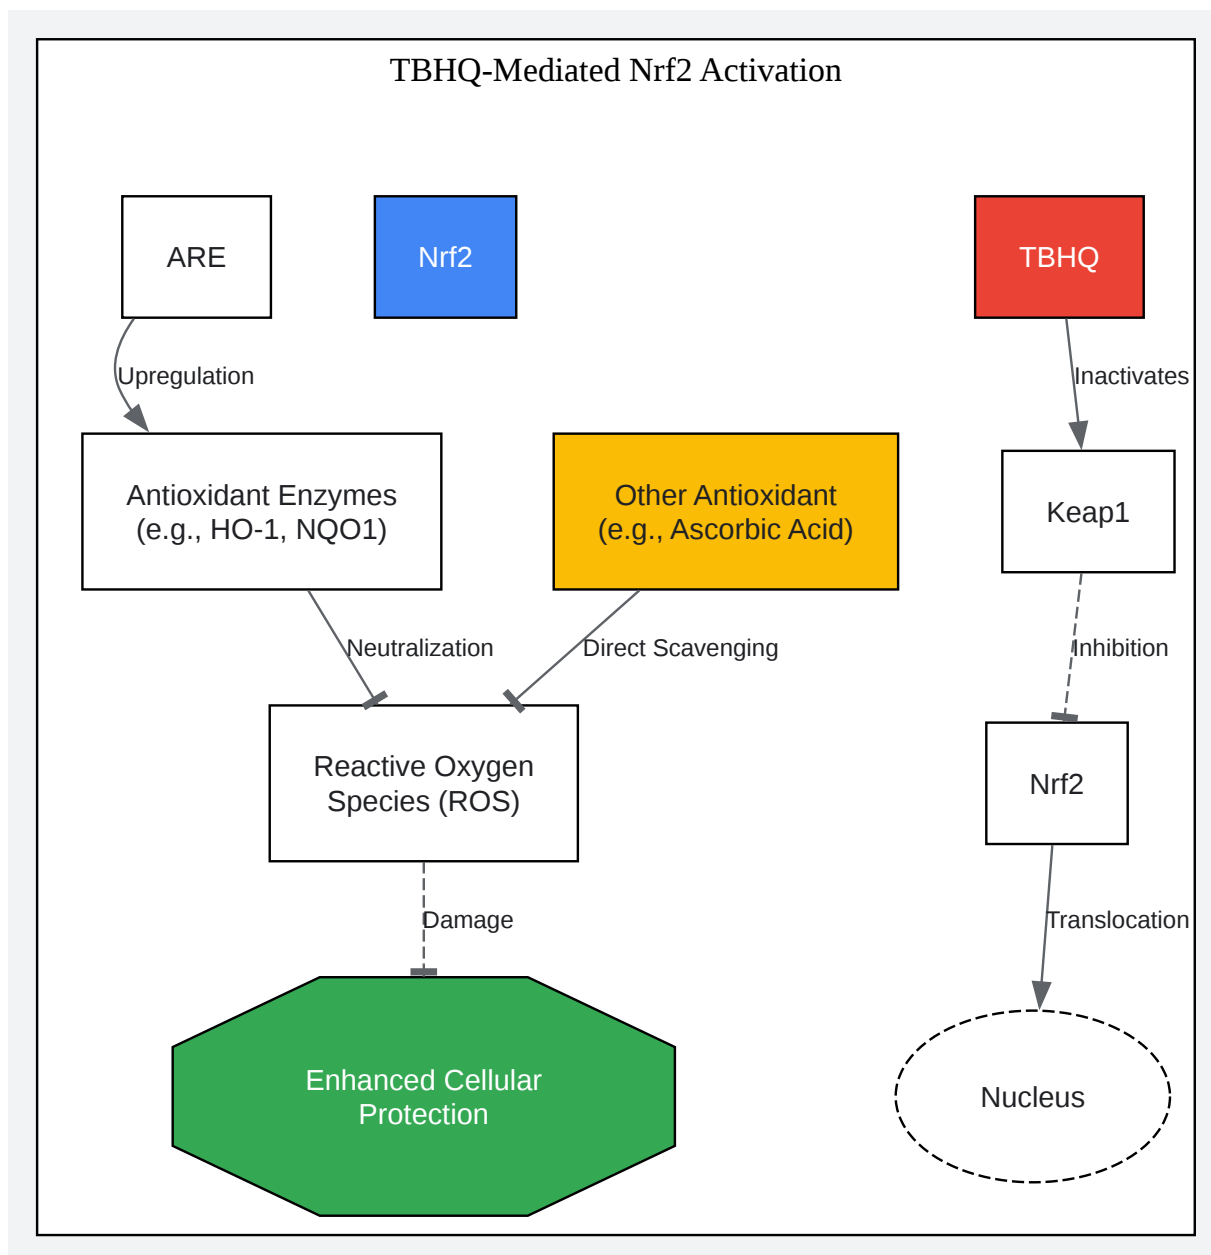 TBHQ-Mediated Nrf2 Activation
ARE
Nrf2
TBHQ
Upregulation
Inactivates
Antioxidant Enzymes
(e.g., HO-1, NQO1)
Other Antioxidant
(e.g., Ascorbic Acid)
Keap1
Neutralization
Direct Scavenging
Inhibition
Reactive Oxygen
Species (ROS)
Nrf2
Damage
Translocation
Enhanced Cellular
Protection
Nucleus